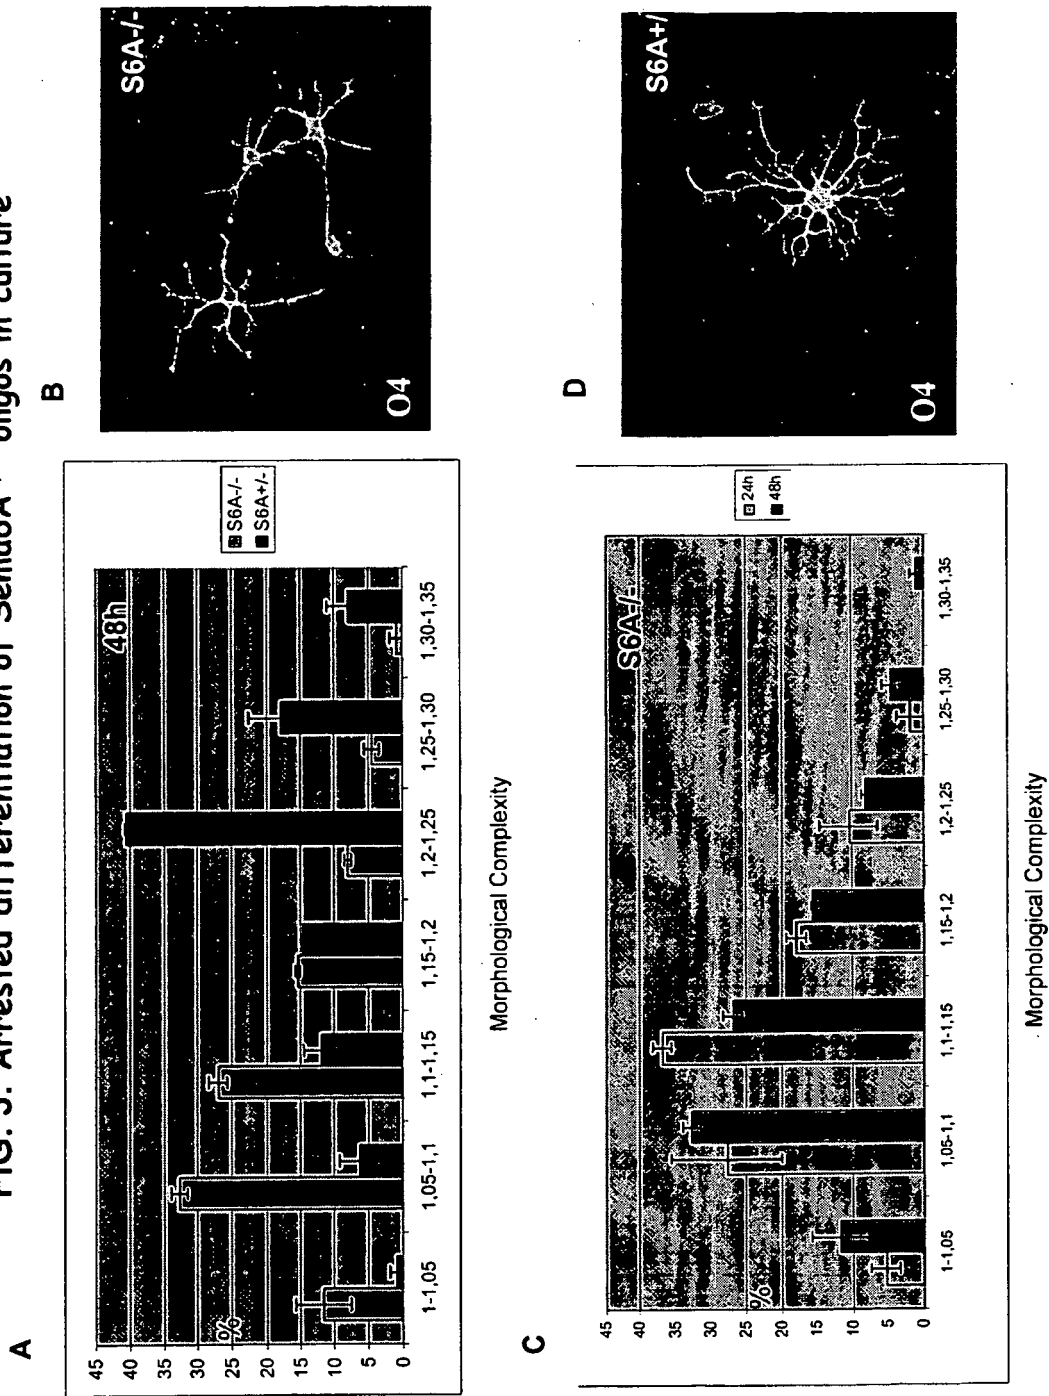 FIG. 5: Arrested differentiation of Sema6A oligos in culture
A
48h
%
45
40
35
30
25
20
15
10
5
0
1-1,05
1,05-1,1
1,1-1,15
1,15-1,2
1,2-1,25
1,25-1,30
1,30-1,35
Morphological Complexity
S6A-/-
S6A+/-
B
S6A-/-
O4
C
S6A-/-
%
45
40
35
30
25
20
15
10
5
0
1-1,05
1,05-1,1
1,1-1,15
1,15-1,2
1,2-1,25
1,25-1,30
1,30-1,35
Morphological Complexity
24h
48h
D
S6A+/
O4